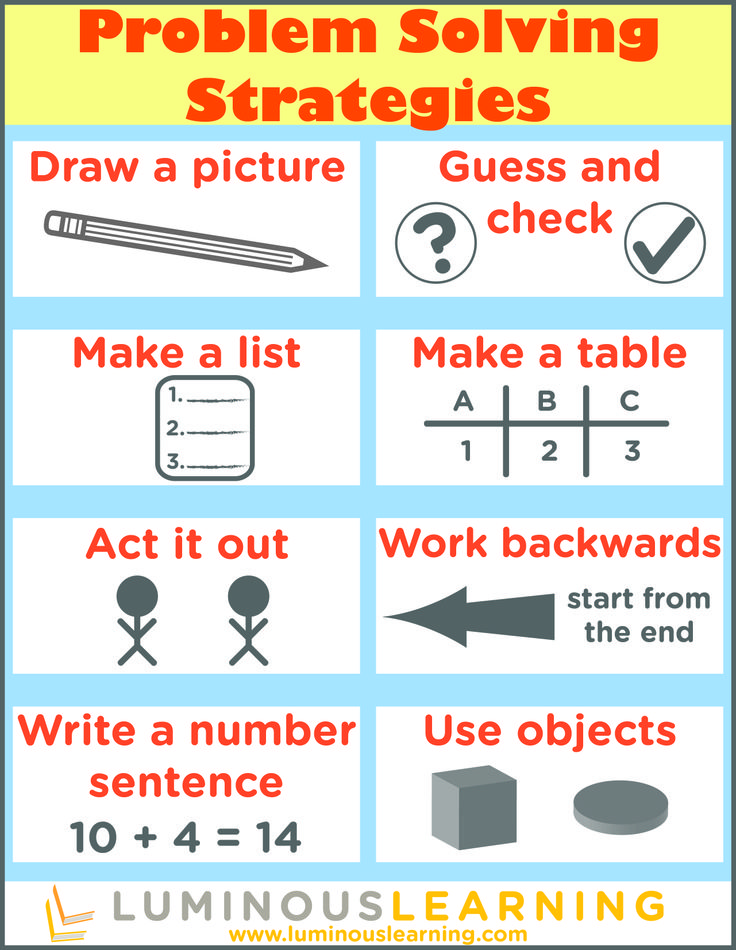 Problem Solving
Strategies
Draw a picture
Guess and
check
?
Make a list
1.
2.
3.
Make a table
A B C
1 2 3
Act it out
Work backwards
start from
the end
Write a number
sentence
10 + 4 = 14
Use objects
LUMINOUSLEARNING
www.luminouslearning.com